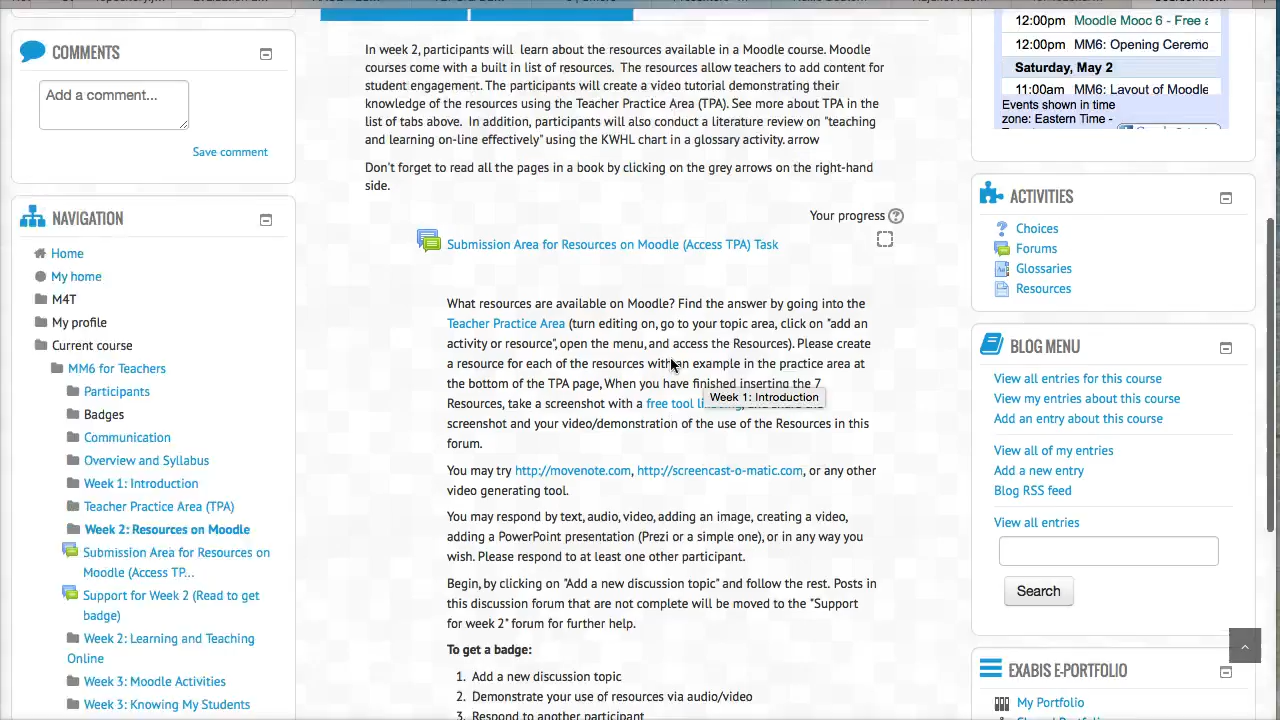 COMMENTS
Add a comment...
Save comment
NAVIGATION
Home
My home
M4T
My profile
Current course
MM6 for Teachers
Participants
Badges
Communication
Overview and Syllabus
Week 1: Introduction
Teacher Practice Area (TPA)
Week 2: Resources on Moodle
Submission Area for Resources on
Moodle (Access TP...
Support for Week 2 (Read to get
badge)
Week 2: Learning and Teaching
Online
Week 3: Moodle Activities
Week 3: Knowing My Students
In week 2, participants will learn about the resources available in a Moodle course. Moodle
courses come with a built in list of resources. The resources allow teachers to add content for
student engagement. The participants will create a video tutorial demonstrating their
knowledge of the resources using the Teacher Practice Area (TPA). See more about TPA in the
list of tabs above. In addition, participants will also conduct a literature review on "teaching
and learning on-line effectively" using the KWHL chart in a glossary activity. arrow
Don't forget to read all the pages in a book by clicking on the grey arrows on the right-hand
side.
Your progress
Submission Area for Resources on Moodle (Access TPA) Task
What resources are available on Moodle? Find the answer by going into the
Teacher Practice Area (turn editing on, go to your topic area, click on "add an
activity or resource", open the menu, and access the Resources). Please create
a resource for each of the resources with an example in the practice area at
the bottom of the TPA page, When you have finished inserting the 7
Week 1: Introduction
Resources, take a screenshot with a free tool and share the
screenshot and your video/demonstration of the use of the Resources in this
forum.
You may try http://movenote.com, http://screencast-o-matic.com, or any other
video generating tool.
You may respond by text, audio, video, adding an image, creating a video,
adding a PowerPoint presentation (Prezi or a simple one), or in any way you
wish. Please respond to at least one other participant.
Begin, by clicking on "Add a new discussion topic" and follow the rest. Posts in
this discussion forum that are not complete will be moved to the "Support
for week 2" forum for further help.
To get a badge:
1. Add a new discussion topic
2. Demonstrate your use of resources via audio/video
3. Respond to another participant
12:00pm Moodle Mooc 6 - Free a
12:00pm MM6: Opening Ceremo
Saturday, May 2
11:00am MM6: Layout of Moodle
Events shown in time
zone: Eastern Time -
ACTIVITIES
Choices
Forums
Glossaries
Resources
BLOG MENU
View all entries for this course
View my entries about this course
Add an entry about this course
View all of my entries
Add a new entry
Blog RSS feed
View all entries
Search
EXABIS E-PORTFOLIO
My Portfolio